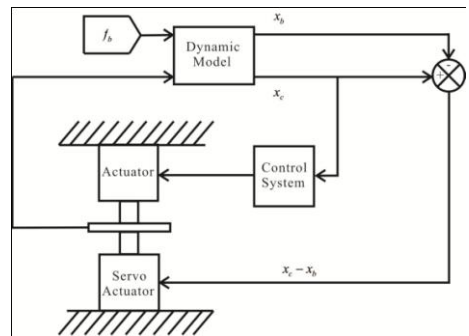 x_b
f_b
Dynamic
Model
-
+
x_c
Actuator
Control
System
x_c - x_b
Servo
Actuator